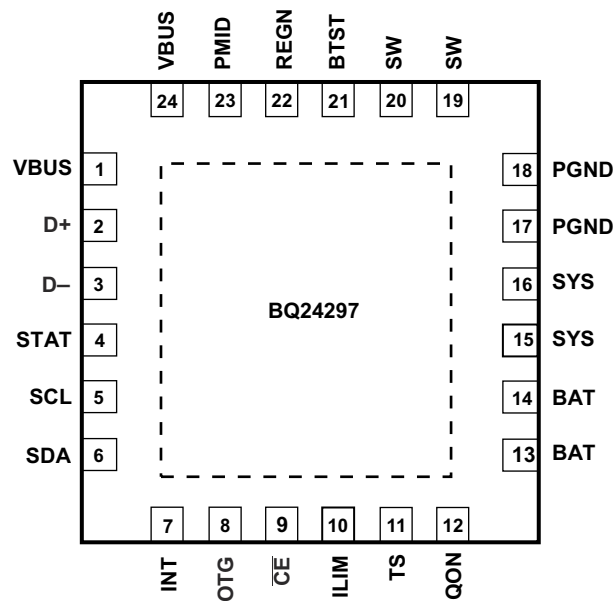 VBUS PMID REGN BTST SW SW
24 23 22 21 20 19
VBUS 1 18 PGND
D+ 2 17 PGND
D– 3 16 SYS
BQ24297
STAT 4 15 SYS
SCL 5 14 BAT
SDA 6 13 BAT
7 8 9 10 11 12
INT OTG C̅E̅ ILIM TS QON